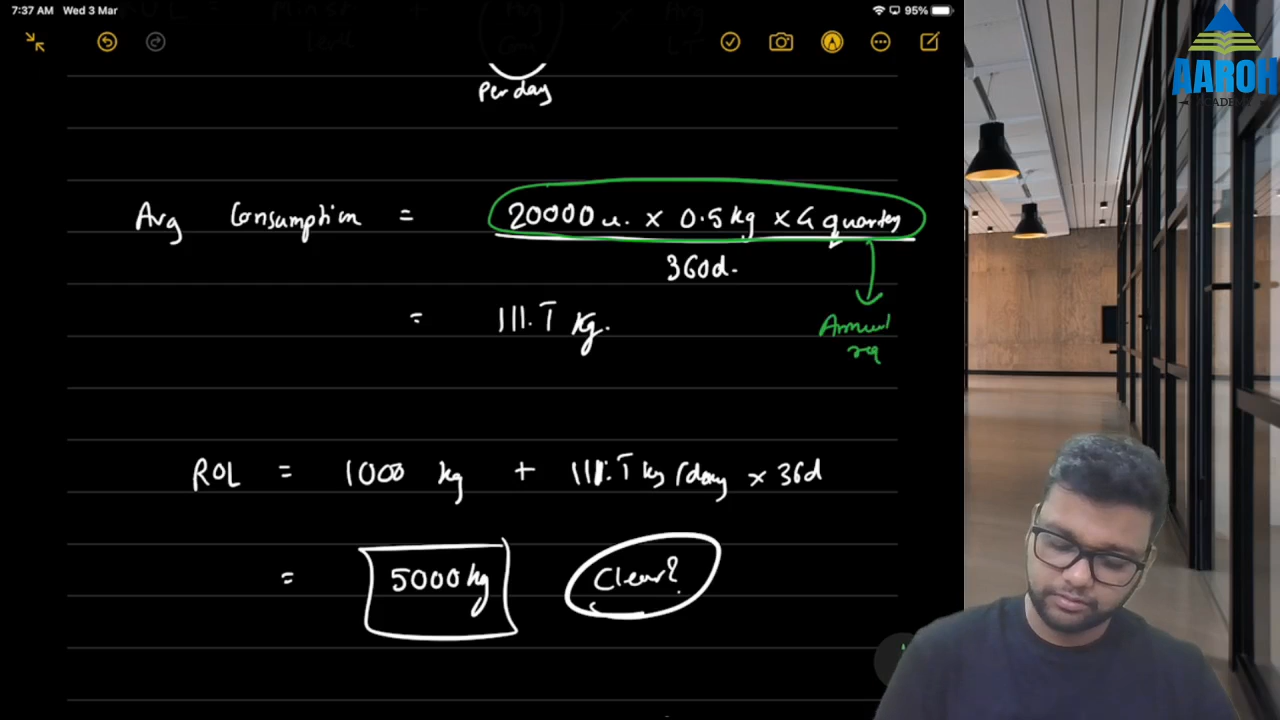 7:37 AM Wed 3 Mar
95%
AAROH
ACADEMY
Per day
Avg Consumption = 20000 u. x 0.5 kg x 4 quarters
360d.
= 111.1̅ kg.
Annual
req
ROL = 1000 kg + 111.1̅ kg/day x 36d
= 5000 kg
Clear?